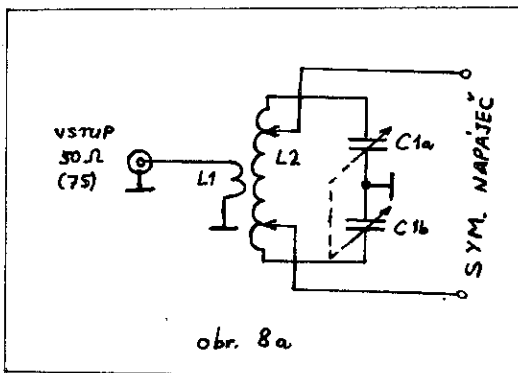 VSTUP
50 Ω
(75)
L1
L2
C1a
C1b
SYM. NAPÁJEČ
obr. 8a